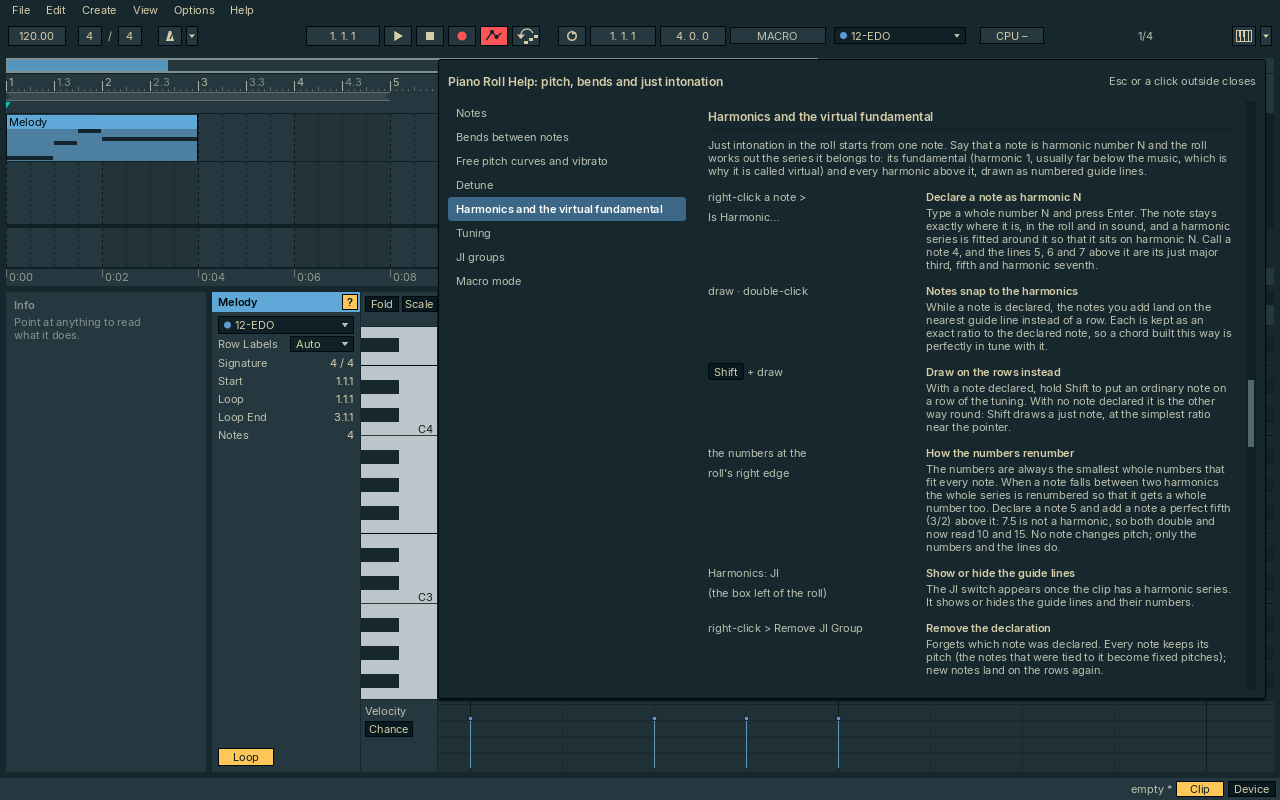 File Edit Create View Options Help
120.00 4 / 4 1. 1. 1 1. 1. 1 4. 0. 0 MACRO 12-EDO CPU – 1/4
1 1.3 2 2.3 3 3.3 4 4.3 5
Melody
0:00 0:02 0:04 0:06 0:08
Info
Point at anything to read
what it does.
Melody ?
12-EDO
Row Labels Auto
Signature 4 / 4
Start 1.1.1
Loop 1.1.1
Loop End 3.1.1
Notes 4
Loop
Fold Scale
C4
C3
Velocity
Chance
Piano Roll Help: pitch, bends and just intonation Esc or a click outside closes
Notes
Bends between notes
Free pitch curves and vibrato
Detune
Harmonics and the virtual fundamental
Tuning
JI groups
Macro mode
Harmonics and the virtual fundamental
Just intonation in the roll starts from one note. Say that a note is harmonic number N and the roll
works out the series it belongs to: its fundamental (harmonic 1, usually far below the music, which is
why it is called virtual) and every harmonic above it, drawn as numbered guide lines.
right-click a note >
Is Harmonic...
Declare a note as harmonic N
Type a whole number N and press Enter. The note stays
exactly where it is, in the roll and in sound, and a harmonic
series is fitted around it so that it sits on harmonic N. Call a
note 4, and the lines 5, 6 and 7 above it are its just major
third, fifth and harmonic seventh.
draw · double-click
Notes snap to the harmonics
While a note is declared, the notes you add land on the
nearest guide line instead of a row. Each is kept as an
exact ratio to the declared note, so a chord built this way is
perfectly in tune with it.
Shift + draw
Draw on the rows instead
With a note declared, hold Shift to put an ordinary note on
a row of the tuning. With no note declared it is the other
way round: Shift draws a just note, at the simplest ratio
near the pointer.
the numbers at the
roll's right edge
How the numbers renumber
The numbers are always the smallest whole numbers that
fit every note. When a note falls between two harmonics
the whole series is renumbered so that it gets a whole
number too. Declare a note 5 and add a note a perfect fifth
(3/2) above it: 7.5 is not a harmonic, so both double and
now read 10 and 15. No note changes pitch; only the
numbers and the lines do.
Harmonics: JI
(the box left of the roll)
Show or hide the guide lines
The JI switch appears once the clip has a harmonic series.
It shows or hides the guide lines and their numbers.
right-click > Remove JI Group
Remove the declaration
Forgets which note was declared. Every note keeps its
pitch (the notes that were tied to it become fixed pitches);
new notes land on the rows again.
empty * Clip Device